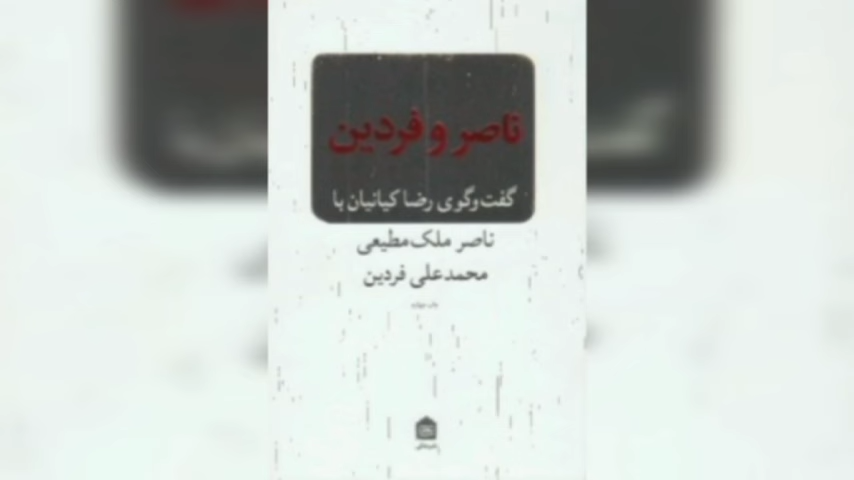 ناصر و فردین
گفت‌وگوی رضا کیانیان با
ناصر ملک‌مطیعی
محمدعلی فردین